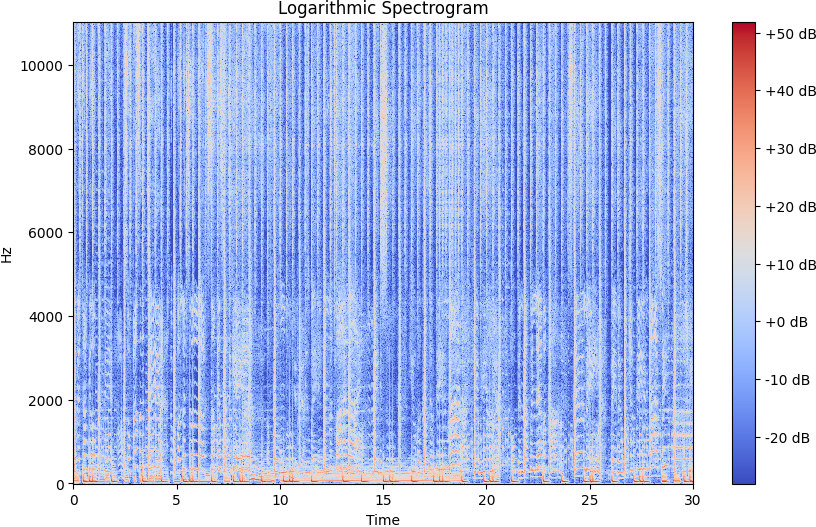 Logarithmic Spectrogram
Hz
10000
8000
6000
4000
2000
0
0 5 10 15 20 25 30
Time
+50 dB
+40 dB
+30 dB
+20 dB
+10 dB
+0 dB
-10 dB
-20 dB